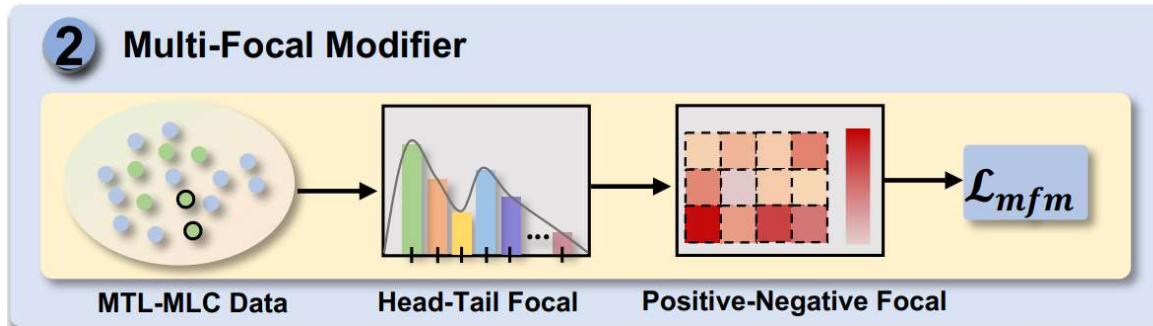 2 Multi-Focal Modifier
...
ℒmfm
MTL-MLC Data
Head-Tail Focal
Positive-Negative Focal